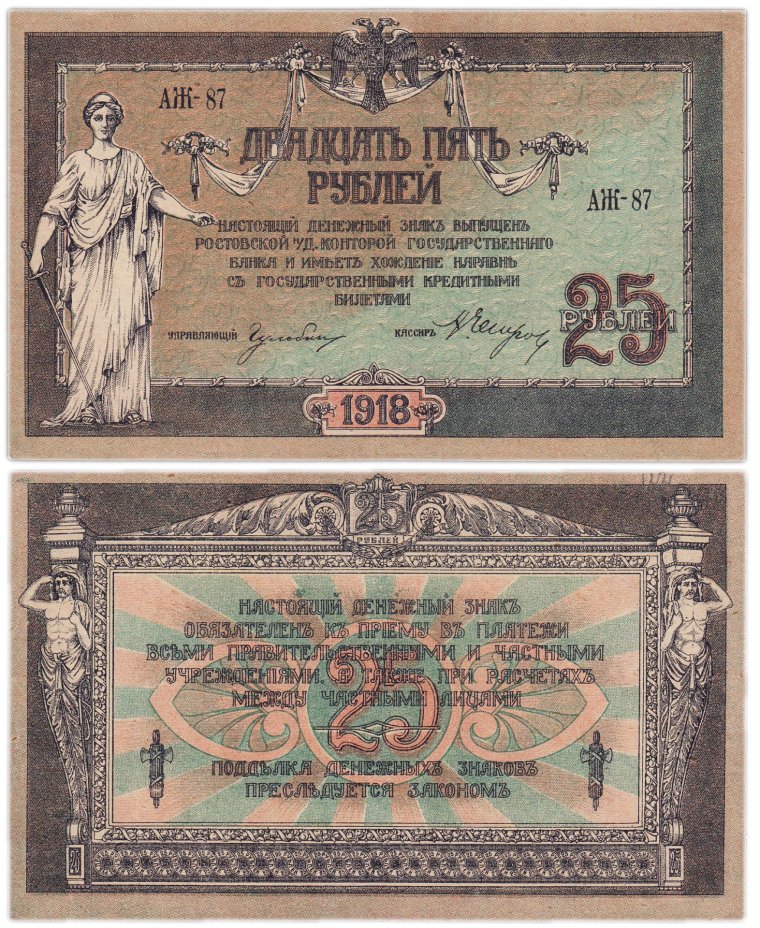 АЖ-87
ДВАДЦАТЬ ПЯТЬ
РУБЛЕЙ
АЖ-87
НАСТОЯЩІЙ ДЕНЕЖНЫЙ ЗНАКЪ ВЫПУЩЕН
РОСТОВСКОЙ н/Д. КОНТОРОЙ ГОСУДАРСТВЕННАГО
БАНКА И ИМѢЕТЪ ХОЖДЕНІЕ НАРАВНѢ
СЪ ГОСУДАРСТВЕННЫМИ КРЕДИТНЫМИ
БИЛЕТАМИ
25
РУБЛЕЙ
УПРАВЛЯЮЩІЙ
КАССИРЪ
1918
25
РУБЛЕЙ
НАСТОЯЩІЙ ДЕНЕЖНЫЙ ЗНАКЪ
ОБЯЗАТЕЛЕНЪ КЪ ПРІЕМУ ВЪ ПЛАТЕЖИ
ВСѢМИ ПРАВИТЕЛЬСТВЕННЫМИ И ЧАСТНЫМИ
УЧРЕЖДЕНІЯМИ, А ТАКЖЕ ПРИ РАСЧЕТАХЪ
МЕЖДУ ЧАСТНЫМИ ЛИЦАМИ
25
ПОДДѢЛКА ДЕНЕЖНЫХЪ ЗНАКОВЪ
ПРЕСЛѢДУЕТСЯ ЗАКОНОМЪ
25
25